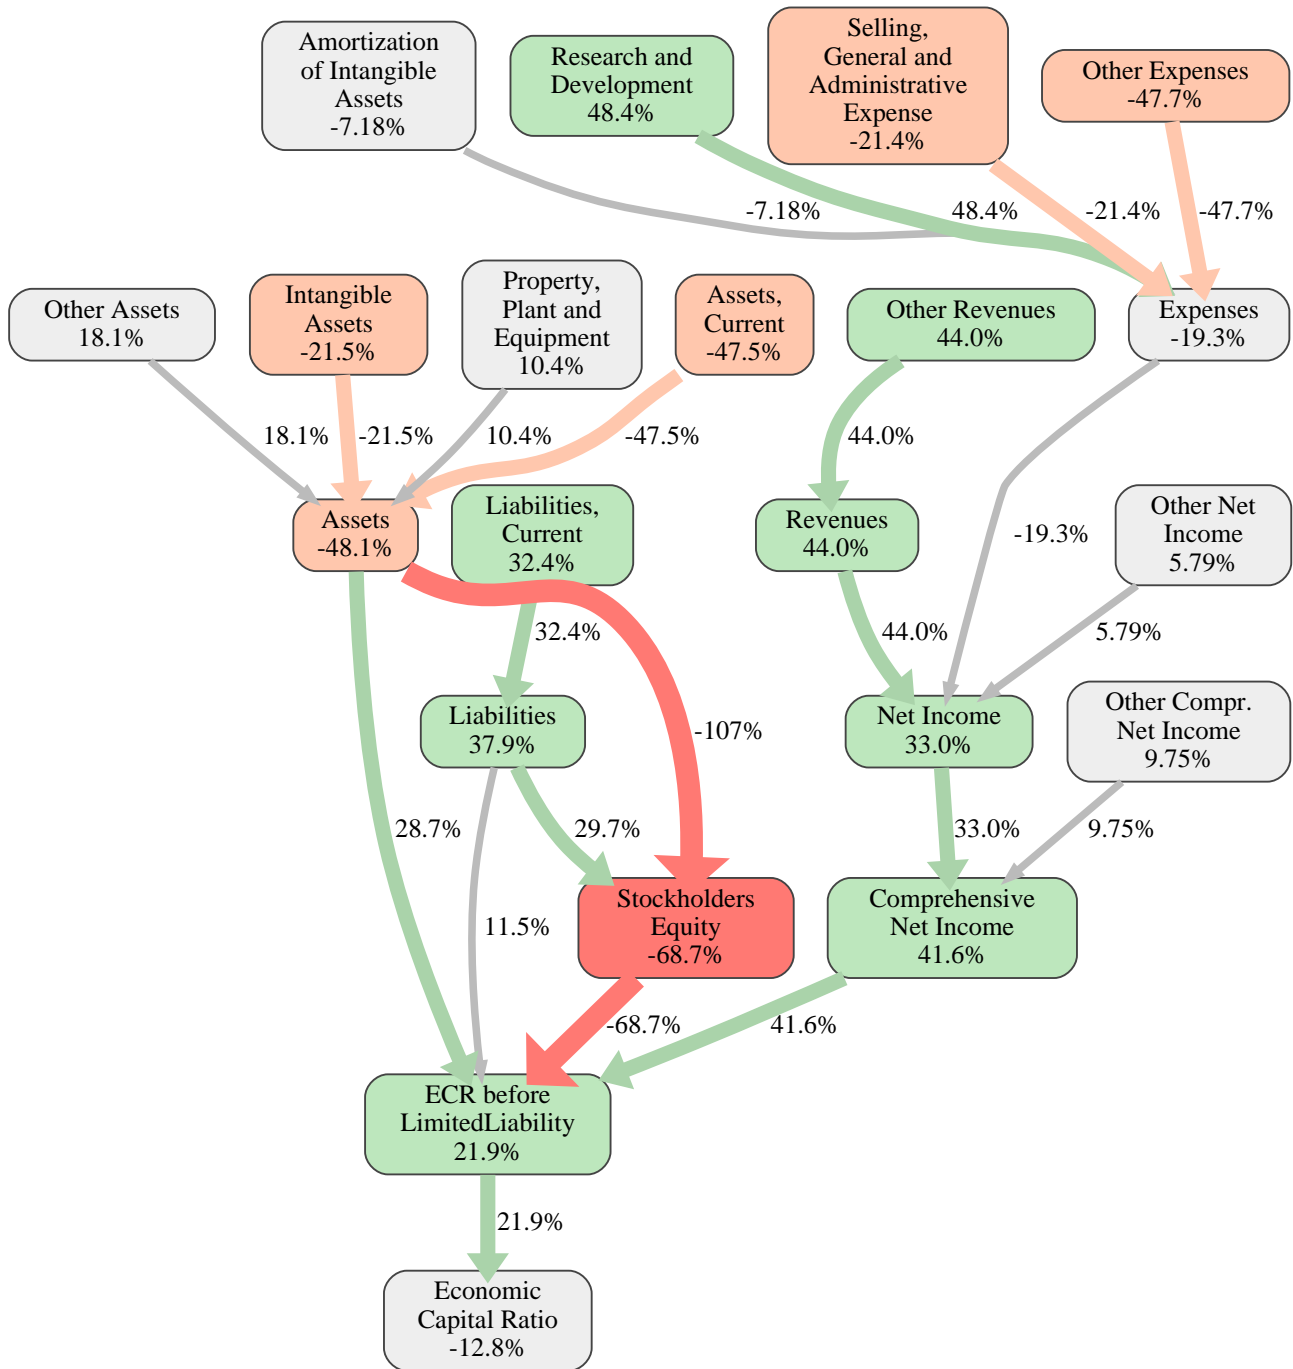 Amortization
of Intangible
Assets
-7.18%
Research and
Development
48.4%
Selling,
General and
Administrative
Expense
-21.4%
Other Expenses
-47.7%
-7.18%
48.4%
-21.4%
-47.7%
Other Assets
18.1%
Intangible
Assets
-21.5%
Property,
Plant and
Equipment
10.4%
Assets,
Current
-47.5%
Other Revenues
44.0%
Expenses
-19.3%
18.1%
-21.5%
10.4%
-47.5%
44.0%
Assets
-48.1%
Liabilities,
Current
32.4%
Revenues
44.0%
-19.3%
Other Net
Income
5.79%
32.4%
44.0%
5.79%
Liabilities
37.9%
-107%
Net Income
33.0%
Other Compr.
Net Income
9.75%
28.7%
29.7%
33.0%
9.75%
11.5%
Stockholders
Equity
-68.7%
Comprehensive
Net Income
41.6%
-68.7%
41.6%
ECR before
LimitedLiability
21.9%
21.9%
Economic
Capital Ratio
-12.8%